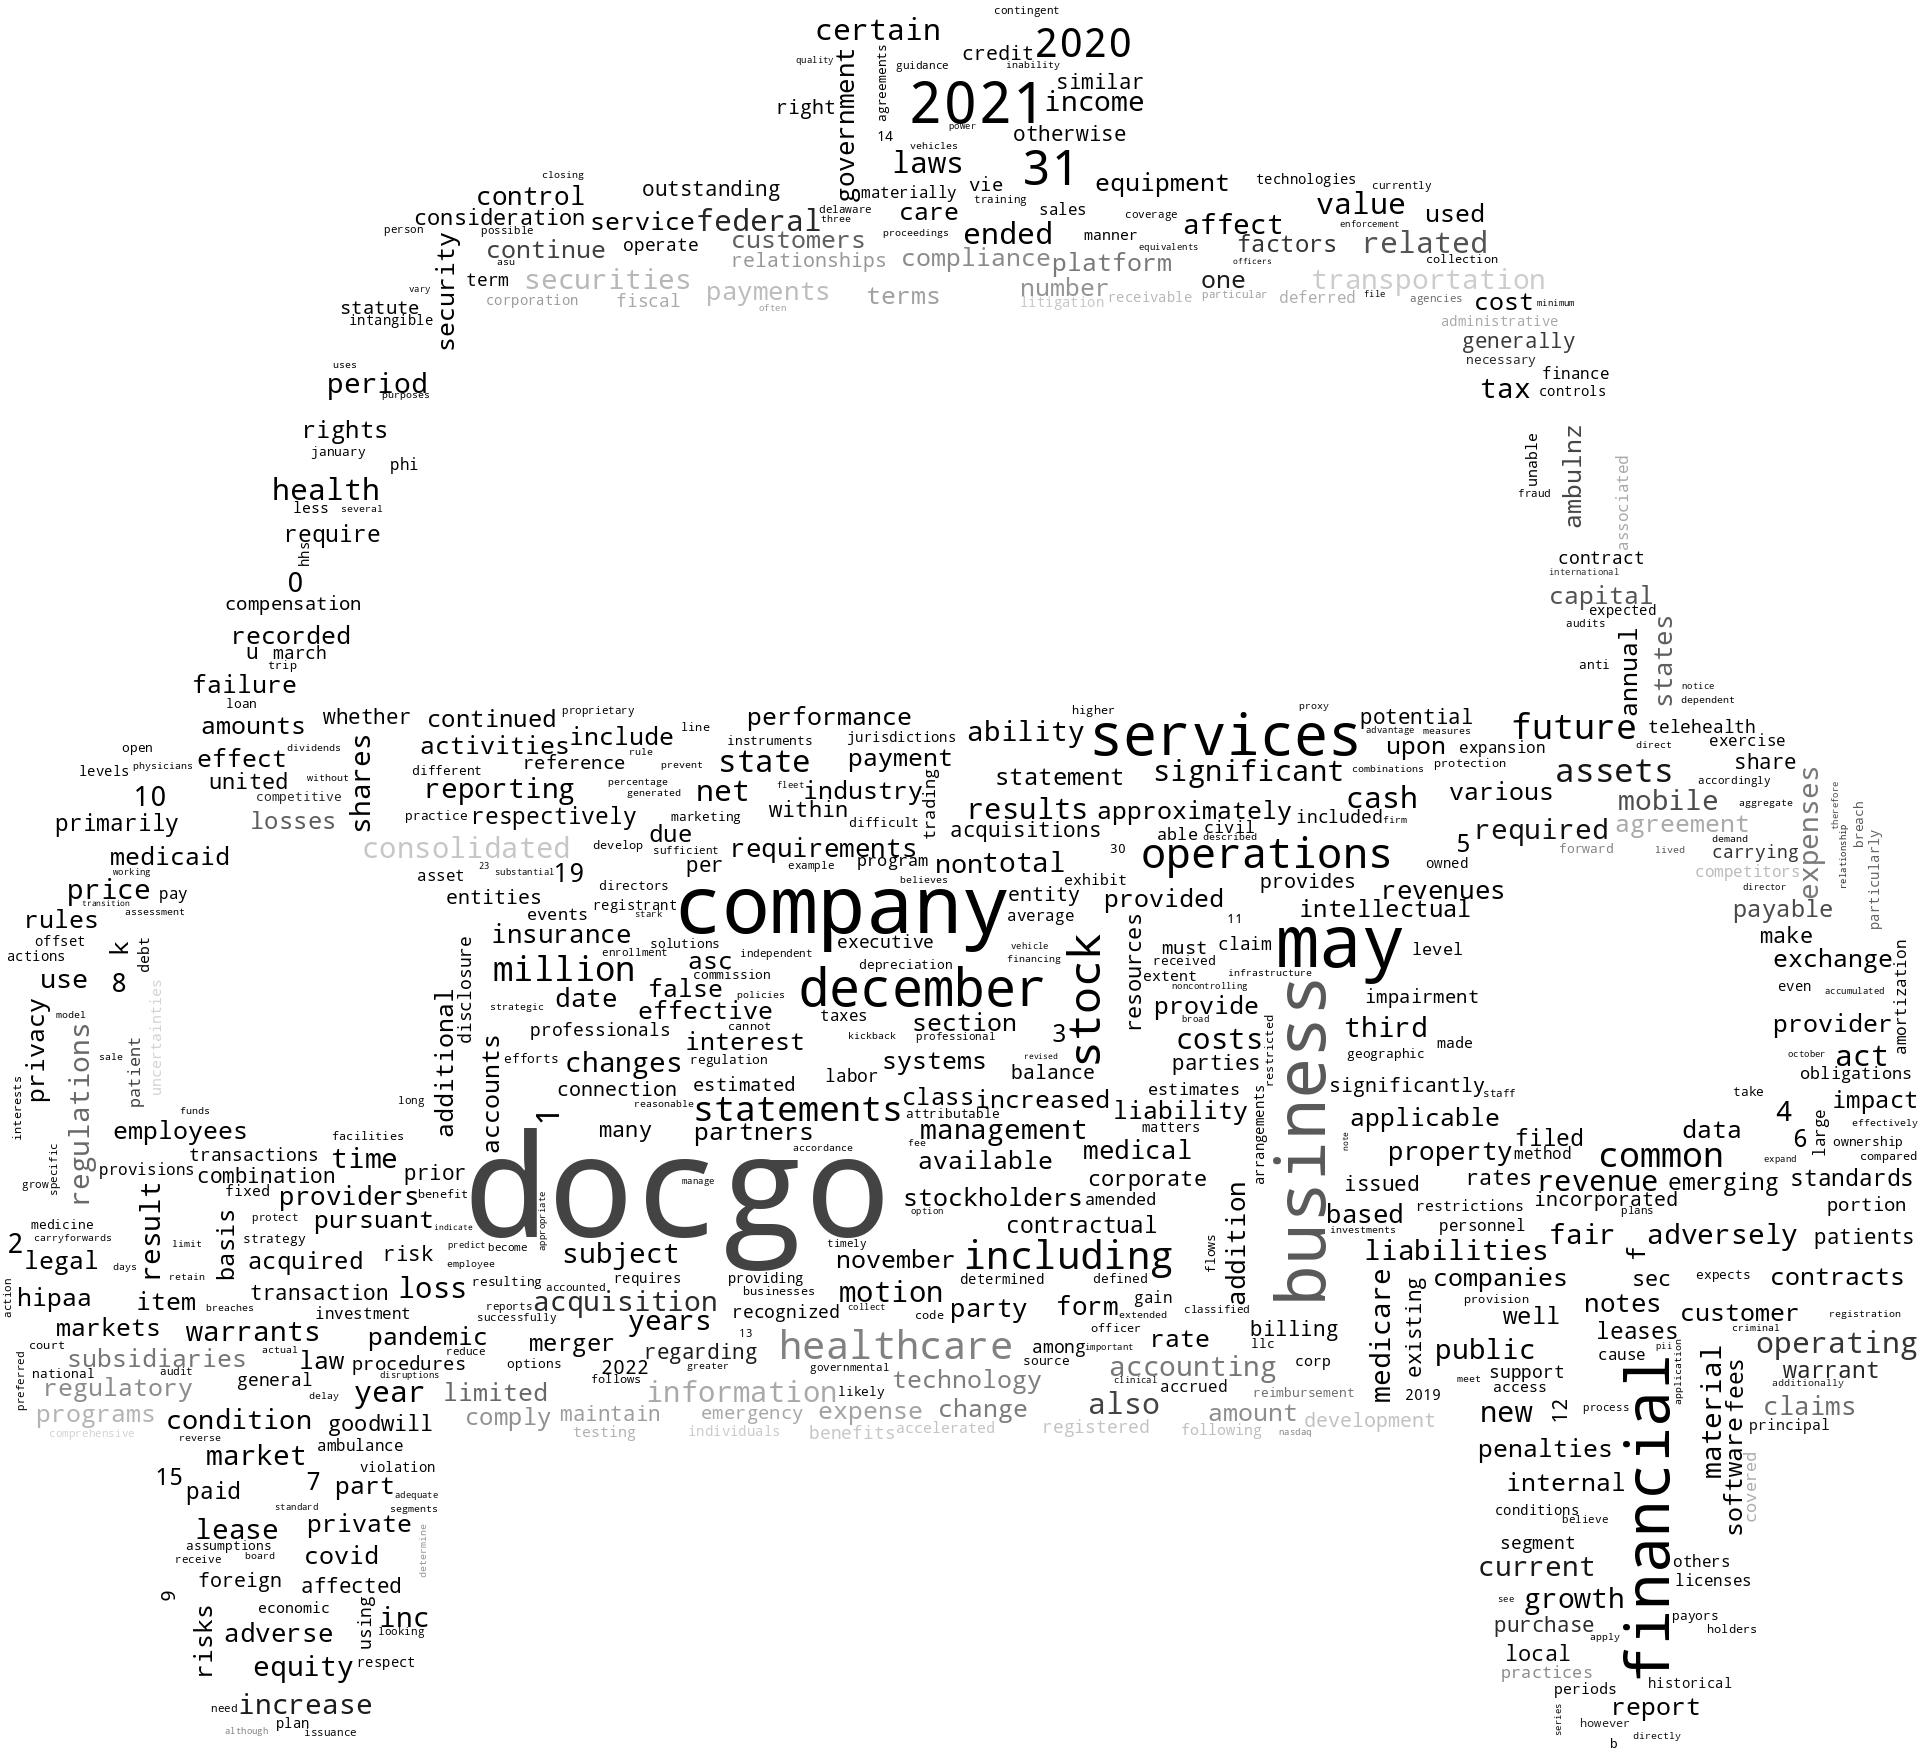 contingent
certain
2020
credit
quality
government
agreements
guidance
inability
similar
2021
income
right
power
14
otherwise
vehicles
laws
31
closing
control
outstanding
materially
vie
training
equipment
technologies
currently
consideration
service
federal
delaware
three
care
sales
coverage
affect
value
enforcement
used
person
possible
security
continue
operate
customers
proceedings
ended
manner
equivalents
factors
related
asu
relationships
compliance
platform
officers
collection
vary
term
securities
payments
terms
number
one
transportation
corporation
fiscal
often
litigation
receivable
particular
deferred
file
agencies
cost
minimum
statute
intangible
administrative
generally
uses
necessary
period
purposes
finance
tax
controls
rights
january
phi
unable
ambulnz
associated
health
fraud
less
several
require
hhs
contract
international
0
compensation
capital
expected
audits
recorded
u
march
trip
annual
states
anti
failure
loan
notice
dependent
amounts
whether
continued
proprietary
performance
higher
services
proxy
potential
future
telehealth
line
ability
advantage
measures
open
effect
dividends
shares
activities
include
instruments
jurisdictions
upon
expansion
direct
exercise
levels
physicians
reference
rule
prevent
state
payment
statement
significant
combinations
protection
assets
share
united
without
different
percentage
generated
trading
accordingly
expenses
10
competitive
reporting
net
fleet
industry
results
approximately
cash
various
mobile
aggregate
therefore
primarily
losses
practice
respectively
marketing
within
difficult
acquisitions
able
civil
described
included
firm
required
agreement
breach
relationship
particularly
consolidated
develop
due
sufficient
requirements
30
operations
5
forward
lived
demand
carrying
medicaid
working
asset
23
substantial
19
per
example
program
nontotal
owned
competitors
price
pay
entities
directors
company
believes
entity
exhibit
provides
revenues
director
transition
assessment
registrant
stark
provided
intellectual
payable
rules
events
average
11
offset
k
debt
disclosure
insurance
solutions
executive
vehicle
stock
resources
must
claim
may
level
make
actions
enrollment
independent
financing
received
exchange
amortization
use
8
million
asc
commission
depreciation
extent
infrastructure
noncontrolling
even
accumulated
uncertainties
strategic
date
false
policies
december
provide
business
impairment
privacy
model
regulations
additional
effective
taxes
section
broad
restricted
third
provider
professionals
cannot
kickback
professional
3
costs
made
accounts
interest
geographic
patient
sale
efforts
changes
regulation
systems
revised
parties
october
act
interests
connection
estimated
labor
balance
estimates
significantly
staff
obligations
long
reasonable
statements
class
increased
arrangements
take
impact
funds
1
attributable
liability
applicable
4
large
effectively
employees
facilities
many
partners
management
matters
note
filed
data
6
ownership
specific
transactions
docgo
accordance
fee
medical
property
method
common
expand
compared
provisions
combination
time
prior
manage
available
corporate
grow
result
fixed
providers
benefit
appropriate
stockholders
amended
addition
issued
rates
revenue
emerging
standards
medicine
basis
protect
pursuant
indicate
option
contractual
based
restrictions
incorporated
plans
portion
carryforwards
strategy
investments
personnel
2
legal
limit
acquired
risk
predict
become
subject
timely
november
including
flows
liabilities
fair
f
adversely
patients
days
retain
employee
action
transaction
loss
resulting
accounted
requires
providing
businesses
determined
defined
medicare
existing
companies
sec
expects
contracts
hipaa
item
breaches
investment
reports
acquisition
motion
gain
provision
notes
successfully
years
recognized
collect
code
party
form
extended
classified
well
customer
registration
markets
warrants
pandemic
merger
13
officer
billing
leases
criminal
court
actual
reduce
regarding
healthcare
among
important
rate
llc
public
pii
operating
preferred
subsidiaries
law
procedures
options
2022
greater
governmental
source
accounting
corp
cause
application
national
audit
disruptions
follows
technology
clinical
meet
support
warrant
regulatory
general
year
limited
information
likely
accrued
reimbursement
2019
access
financial
material
additionally
delay
programs
condition
goodwill
comply
maintain
emergency
expense
change
also
amount
development
new
12
process
fees
claims
comprehensive
reverse
testing
individuals
benefits
accelerated
registered
following
nasdaq
principal
market
ambulance
penalties
software
covered
15
7
violation
paid
part
adequate
internal
standard
segments
conditions
believe
lease
private
assumptions
determine
segment
receive
board
covid
others
current
foreign
affected
licenses
9
economic
see
growth
risks
using
inc
payors
adverse
looking
purchase
apply
holders
equity
respect
local
practices
historical
need
increase
periods
plan
report
although
issuance
series
however
directly
b